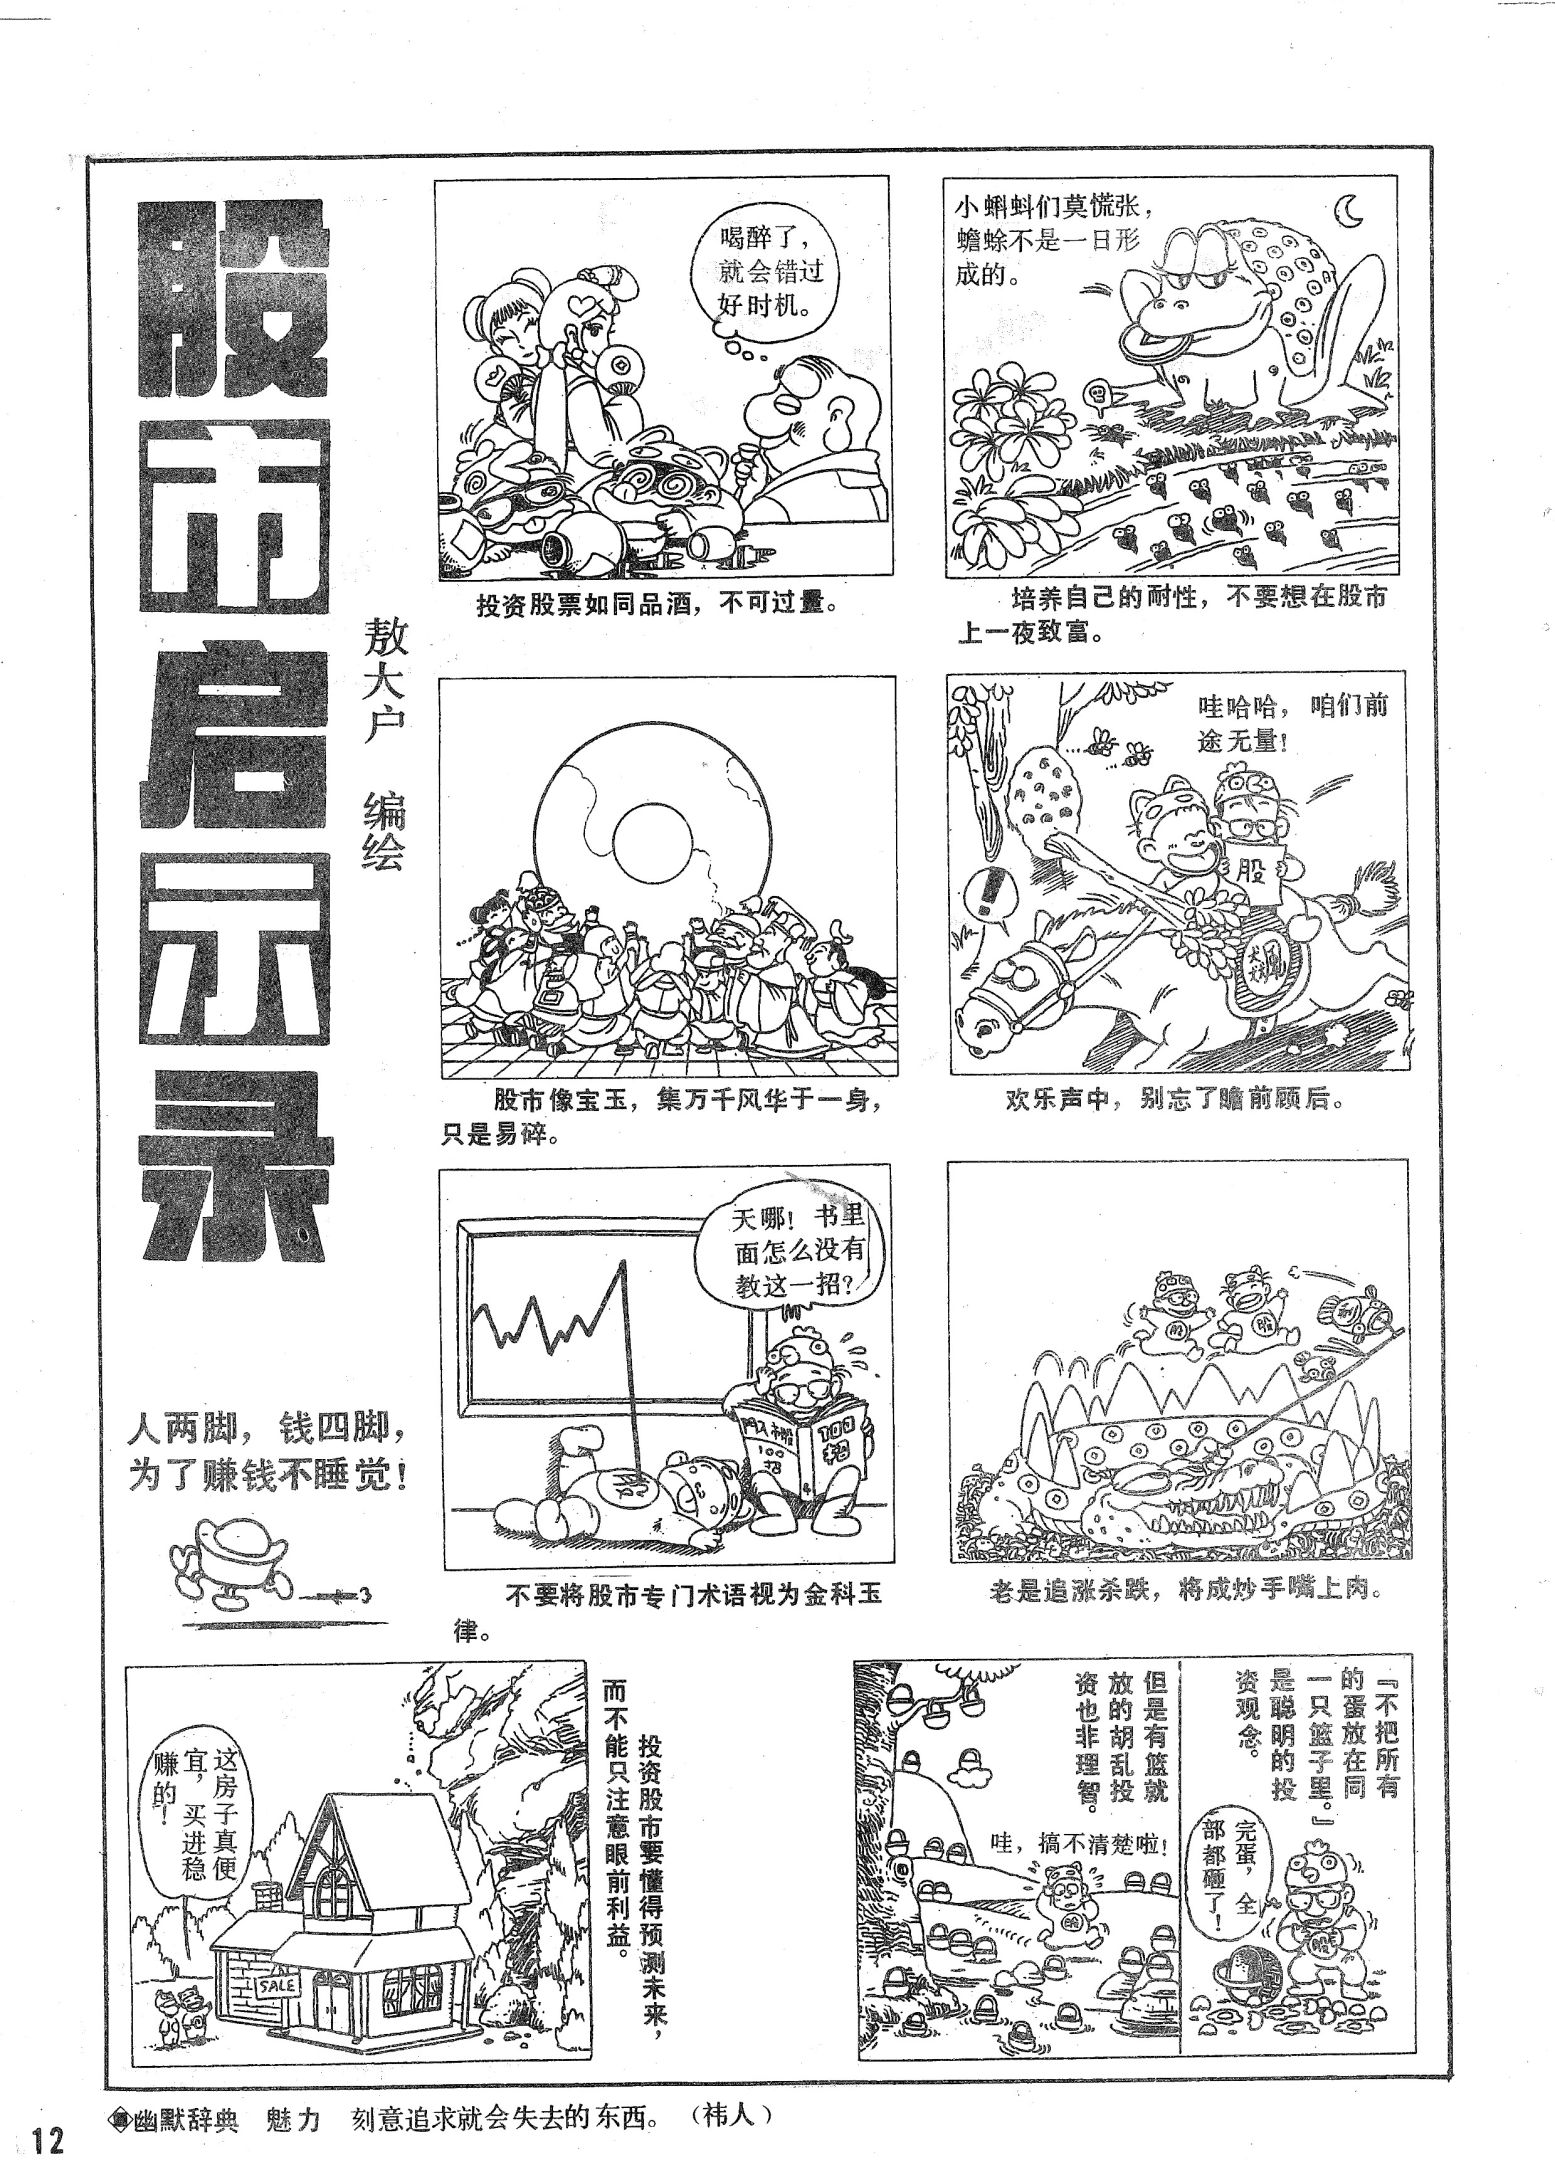 股市启示录
敖大户 编绘
人两脚，钱四脚，
为了赚钱不睡觉！
喝醉了，
就会错过
好时机。
投资股票如同品酒，不可过量。
小蝌蚪们莫慌张，
蟾蜍不是一日形
成的。
培养自己的耐性，不要想在股市
上一夜致富。
股市像宝玉，集万千风华于一身，
只是易碎。
哇哈哈，咱们前
途无量！
股
欢乐声中，别忘了瞻前顾后。
天哪！书里
面怎么没有
教这一招？
100
招
100
招
不要将股市专门术语视为金科玉
律。
股
股
利
老是追涨杀跌，将成炒手嘴上肉。
这房子真便
宜，买进稳
赚的！
SALE
投资股市要懂得预测未来，
而不能只注意眼前利益。
『不把所有
的蛋放在同
一只篮子里。』
是聪明的投
资观念。
完蛋，全
部都砸了！
股
但是有篮就
放的胡乱投
资也非理智。
哇，搞不清楚啦！
股
幽默辞典 魅力 刻意追求就会失去的东西。（祎人）
12